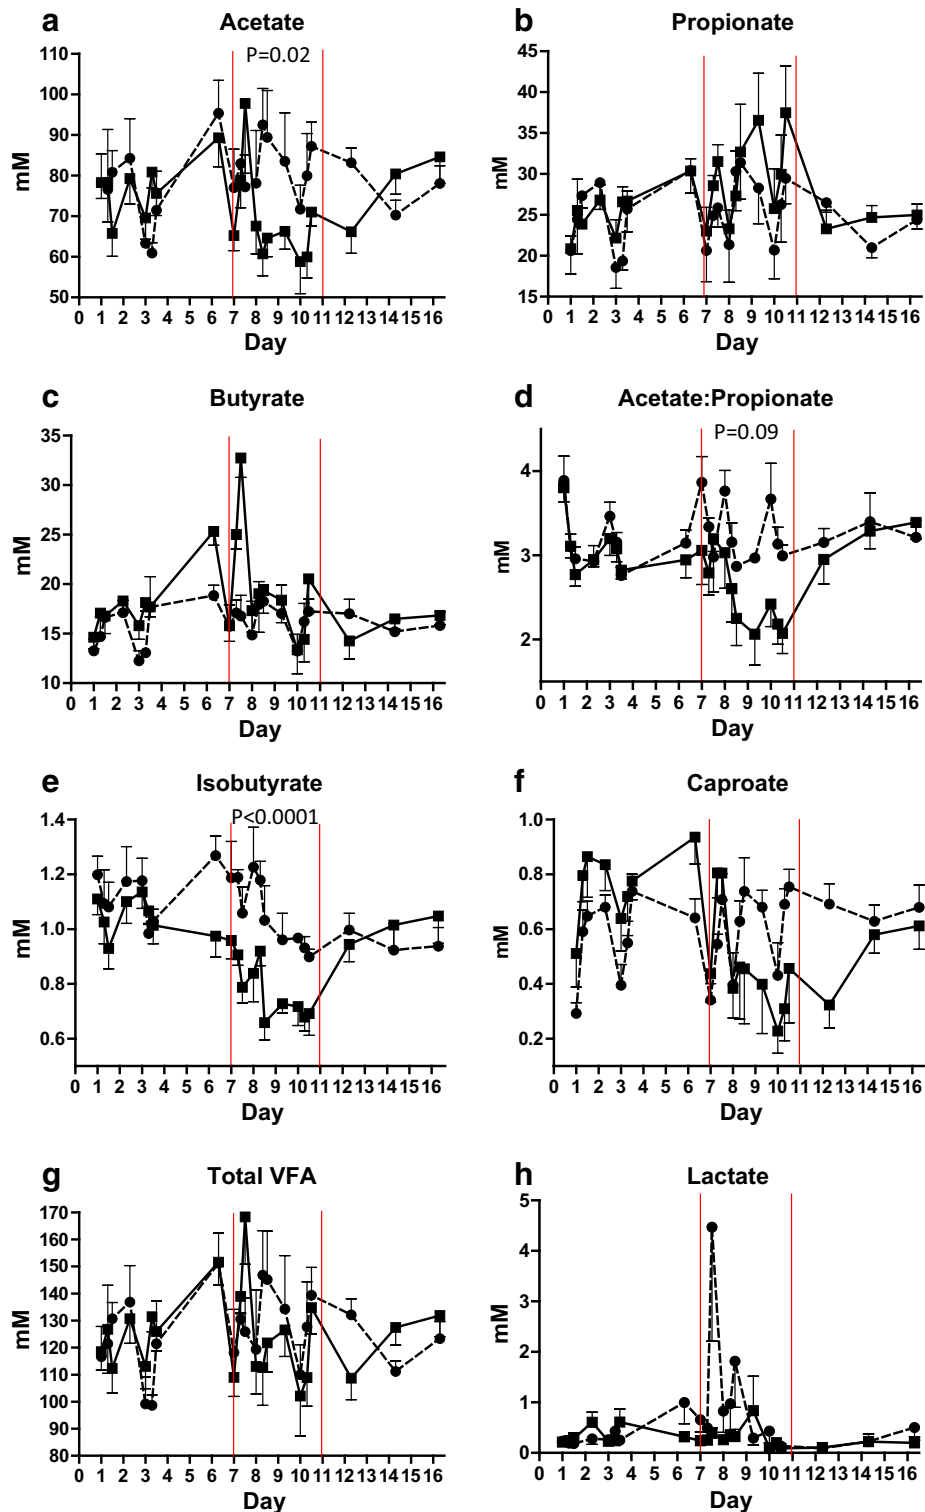 a Acetate
P=0.02
110
100
90
80
70
60
50
mM
0 1 2 3 4 5 6 7 8 9 10 11 12 13 14 15 16
Day
b Propionate
45
40
35
30
25
20
15
mM
0 1 2 3 4 5 6 7 8 9 10 11 12 13 14 15 16
Day
c Butyrate
35
30
25
20
15
10
mM
0 1 2 3 4 5 6 7 8 9 10 11 12 13 14 15 16
Day
d Acetate:Propionate
P=0.09
4
3
2
mM
0 1 2 3 4 5 6 7 8 9 10 11 12 13 14 15 16
Day
e Isobutyrate
P<0.0001
1.4
1.2
1.0
0.8
0.6
mM
0 1 2 3 4 5 6 7 8 9 10 11 12 13 14 15 16
Day
f Caproate
1.0
0.8
0.6
0.4
0.2
mM
0 1 2 3 4 5 6 7 8 9 10 11 12 13 14 15 16
Day
g Total VFA
170
160
150
140
130
120
110
100
90
80
mM
0 1 2 3 4 5 6 7 8 9 10 11 12 13 14 15 16
Day
h Lactate
5
4
3
2
1
0
mM
0 1 2 3 4 5 6 7 8 9 10 11 12 13 14 15 16
Day